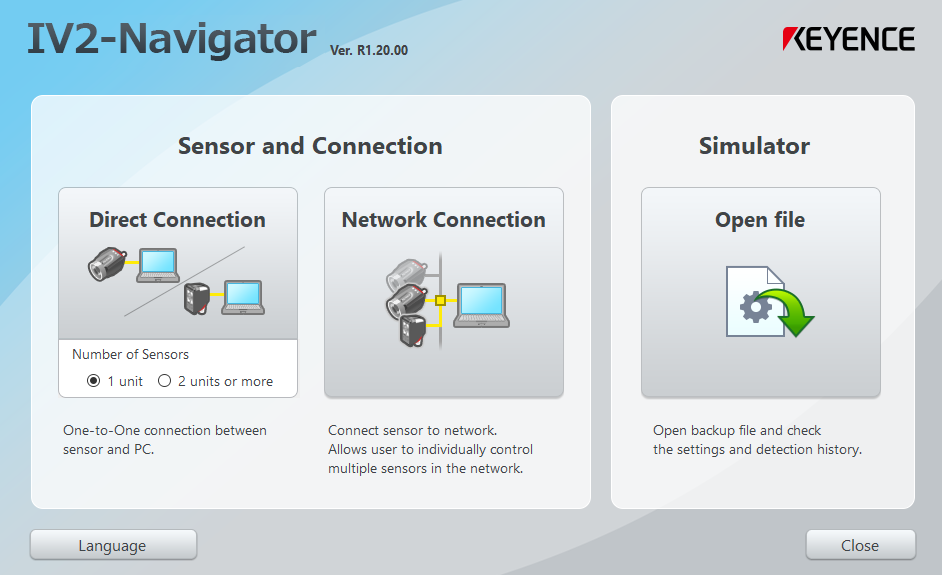 IV2-Navigator Ver. R1.20.00
KEYENCE
Sensor and Connection
Direct Connection
Number of Sensors
1 unit 2 units or more
One-to-One connection between
sensor and PC.
Network Connection
Connect sensor to network.
Allows user to individually control
multiple sensors in the network.
Simulator
Open file
Open backup file and check
the settings and detection history.
Language
Close